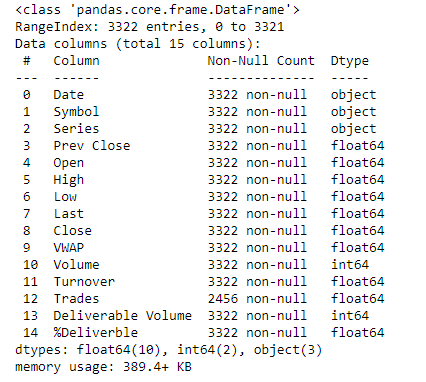 <class 'pandas.core.frame.DataFrame'>
RangeIndex: 3322 entries, 0 to 3321
Data columns (total 15 columns):
 #   Column              Non-Null Count  Dtype
---  ------              --------------  -----
 0   Date                3322 non-null   object
 1   Symbol              3322 non-null   object
 2   Series              3322 non-null   object
 3   Prev Close          3322 non-null   float64
 4   Open                3322 non-null   float64
 5   High                3322 non-null   float64
 6   Low                 3322 non-null   float64
 7   Last                3322 non-null   float64
 8   Close               3322 non-null   float64
 9   VWAP                3322 non-null   float64
 10  Volume              3322 non-null   int64
 11  Turnover            3322 non-null   float64
 12  Trades              2456 non-null   float64
 13  Deliverable Volume  3322 non-null   int64
 14  %Deliverble         3322 non-null   float64
dtypes: float64(10), int64(2), object(3)
memory usage: 389.4+ KB